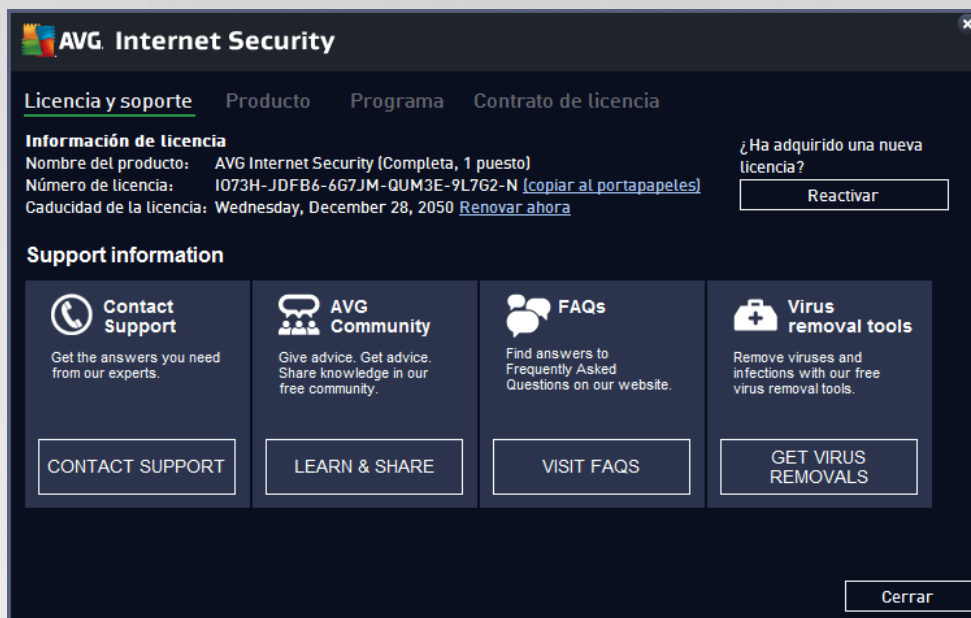 AVG. Internet Security
Licencia y soporte Producto Programa Contrato de licencia
Información de licencia
Nombre del producto: AVG Internet Security (Completa, 1 puesto)
Número de licencia: IO73H-JDFB6-6G7JM-QUM3E-9L7G2-N (copiar al portapapeles)
Caducidad de la licencia: Wednesday, December 28, 2050 Renovar ahora
¿Ha adquirido una nueva
licencia?
Reactivar
Support information
Contact
Support
Get the answers you need
from our experts.
CONTACT SUPPORT
AVG
Community
Give advice. Get advice.
Share knowledge in our
free community.
LEARN & SHARE
FAQs
Find answers to
Frequently Asked
Questions on our website.
VISIT FAQS
Virus
removal tools
Remove viruses and
infections with our free
virus removal tools.
GET VIRUS
REMOVALS
Cerrar